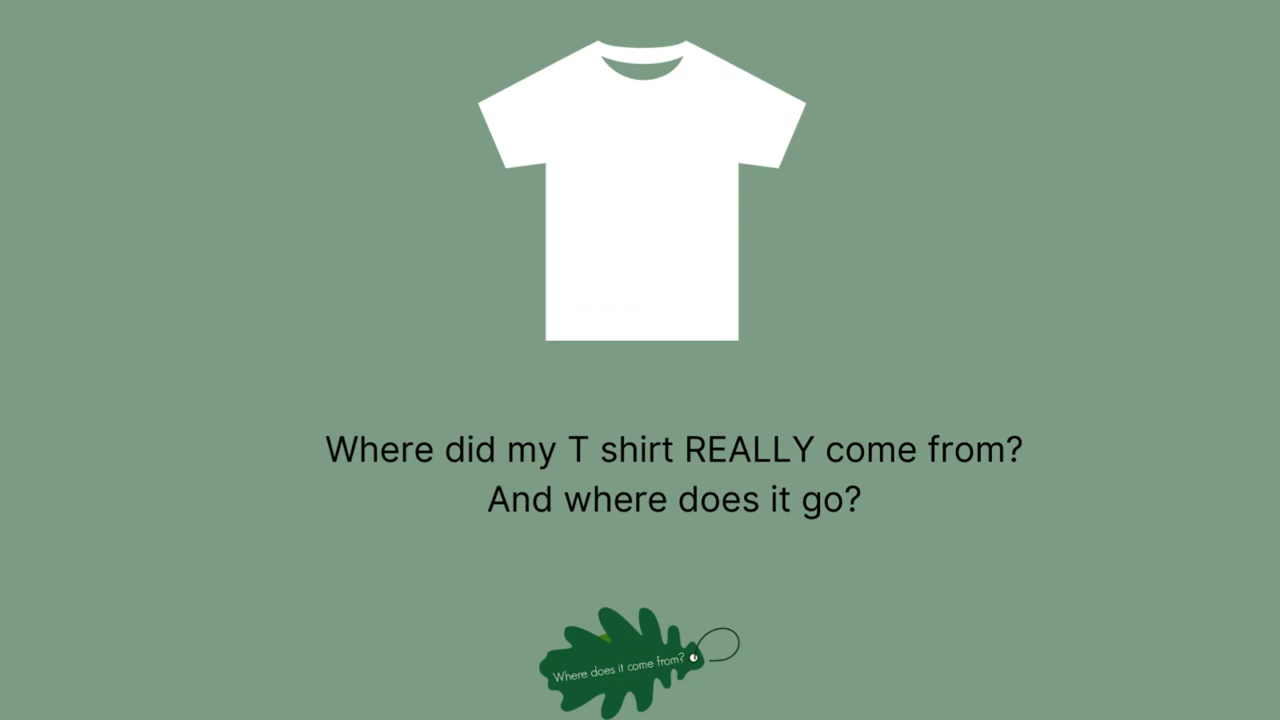 Where did my T shirt REALLY come from?
And where does it go?
Where does it come from?